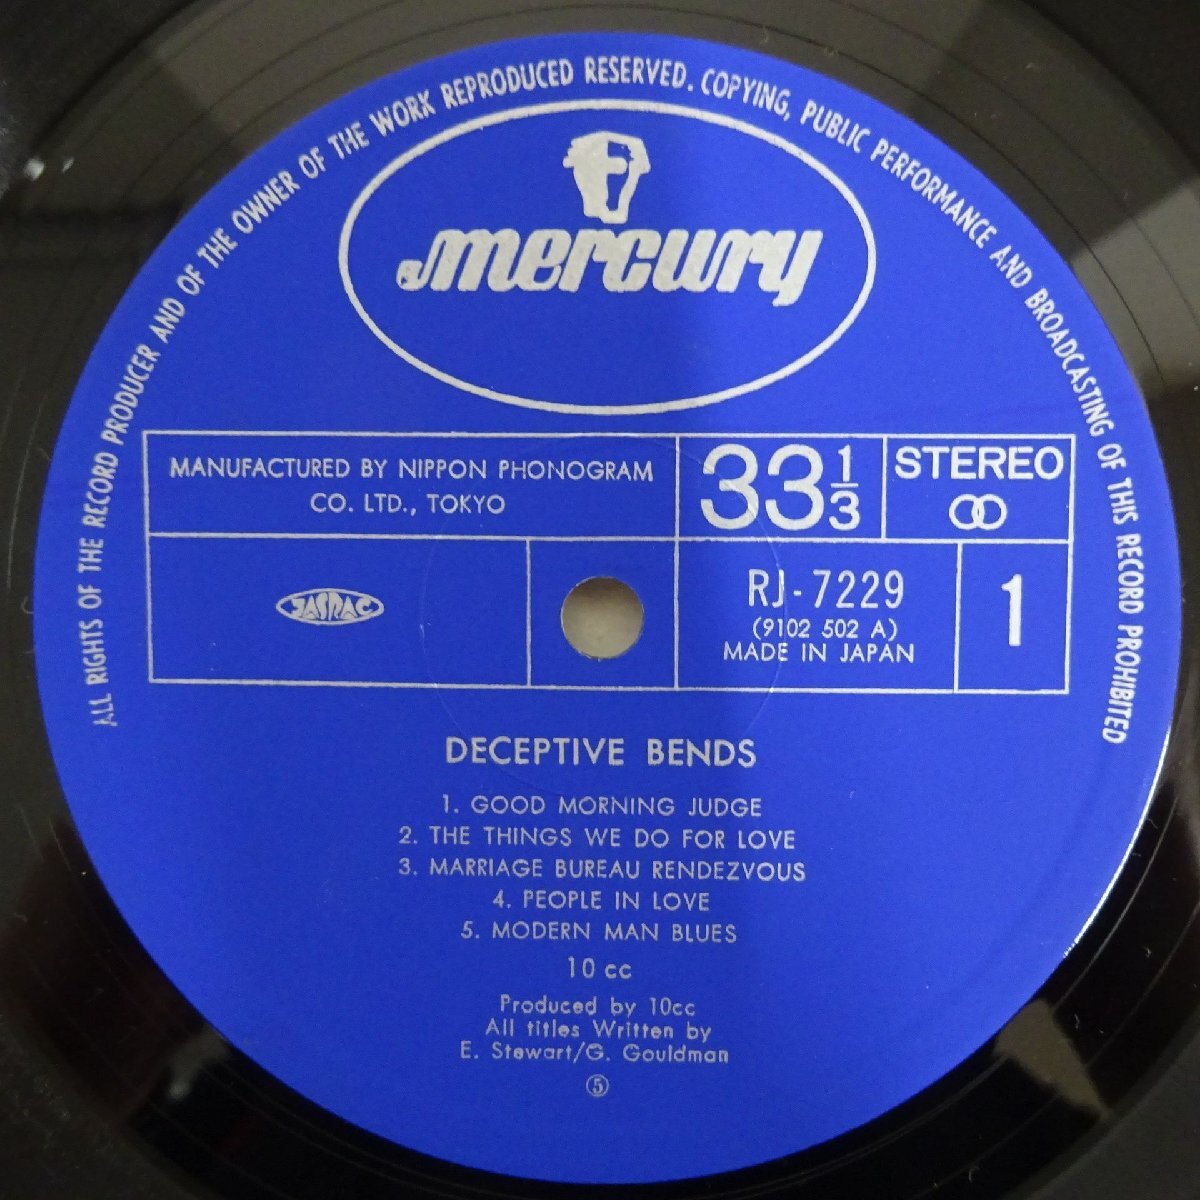 ALL RIGHTS OF THE RECORD PRODUCER AND OF THE OWNER OF THE WORK REPRODUCED RESERVED. COPYING, PUBLIC PERFORMANCE AND BROADCASTING OF THIS RECORD PROHIBITED
mercury
MANUFACTURED BY NIPPON PHONOGRAM
CO. LTD., TOKYO
33 1/3
STEREO
JASRAC
RJ-7229
(9102 502 A)
MADE IN JAPAN
1
DECEPTIVE BENDS
1. GOOD MORNING JUDGE
2. THE THINGS WE DO FOR LOVE
3. MARRIAGE BUREAU RENDEZVOUS
4. PEOPLE IN LOVE
5. MODERN MAN BLUES
10 cc
Produced by 10cc
All titles Written by
E. Stewart/G. Gouldman
⑤